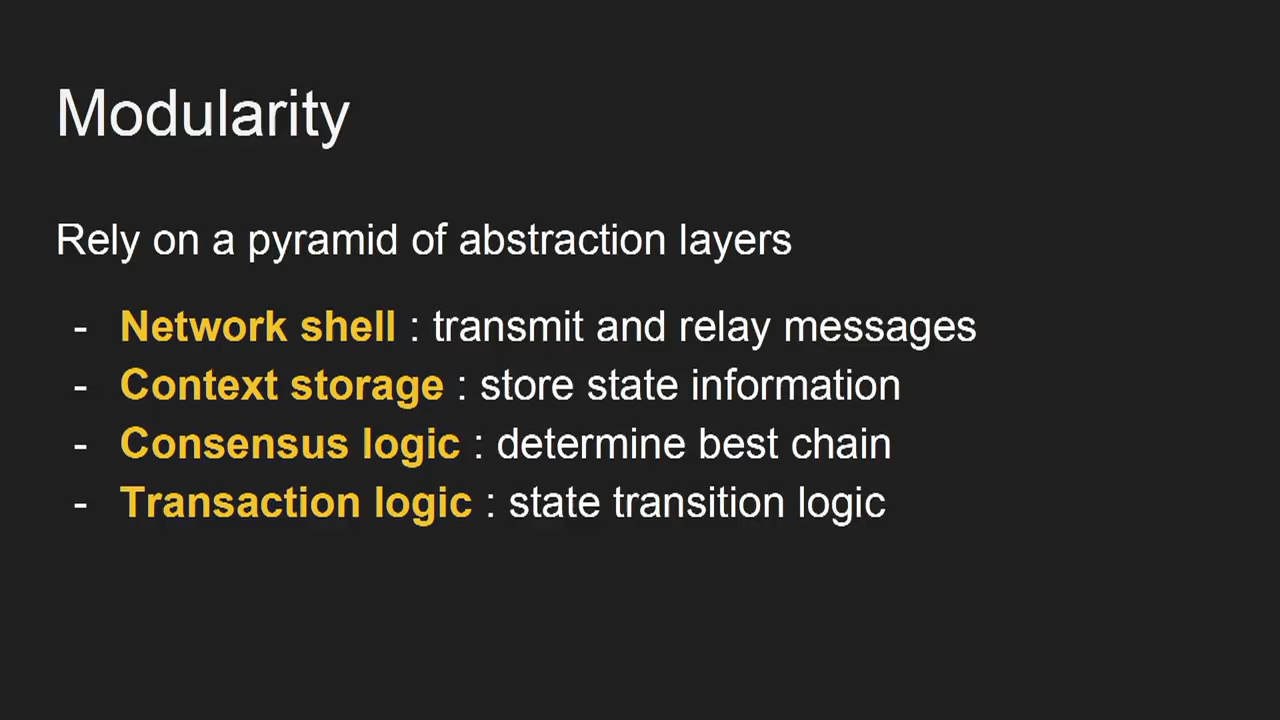 Modularity
Rely on a pyramid of abstraction layers
- Network shell : transmit and relay messages
- Context storage : store state information
- Consensus logic : determine best chain
- Transaction logic : state transition logic